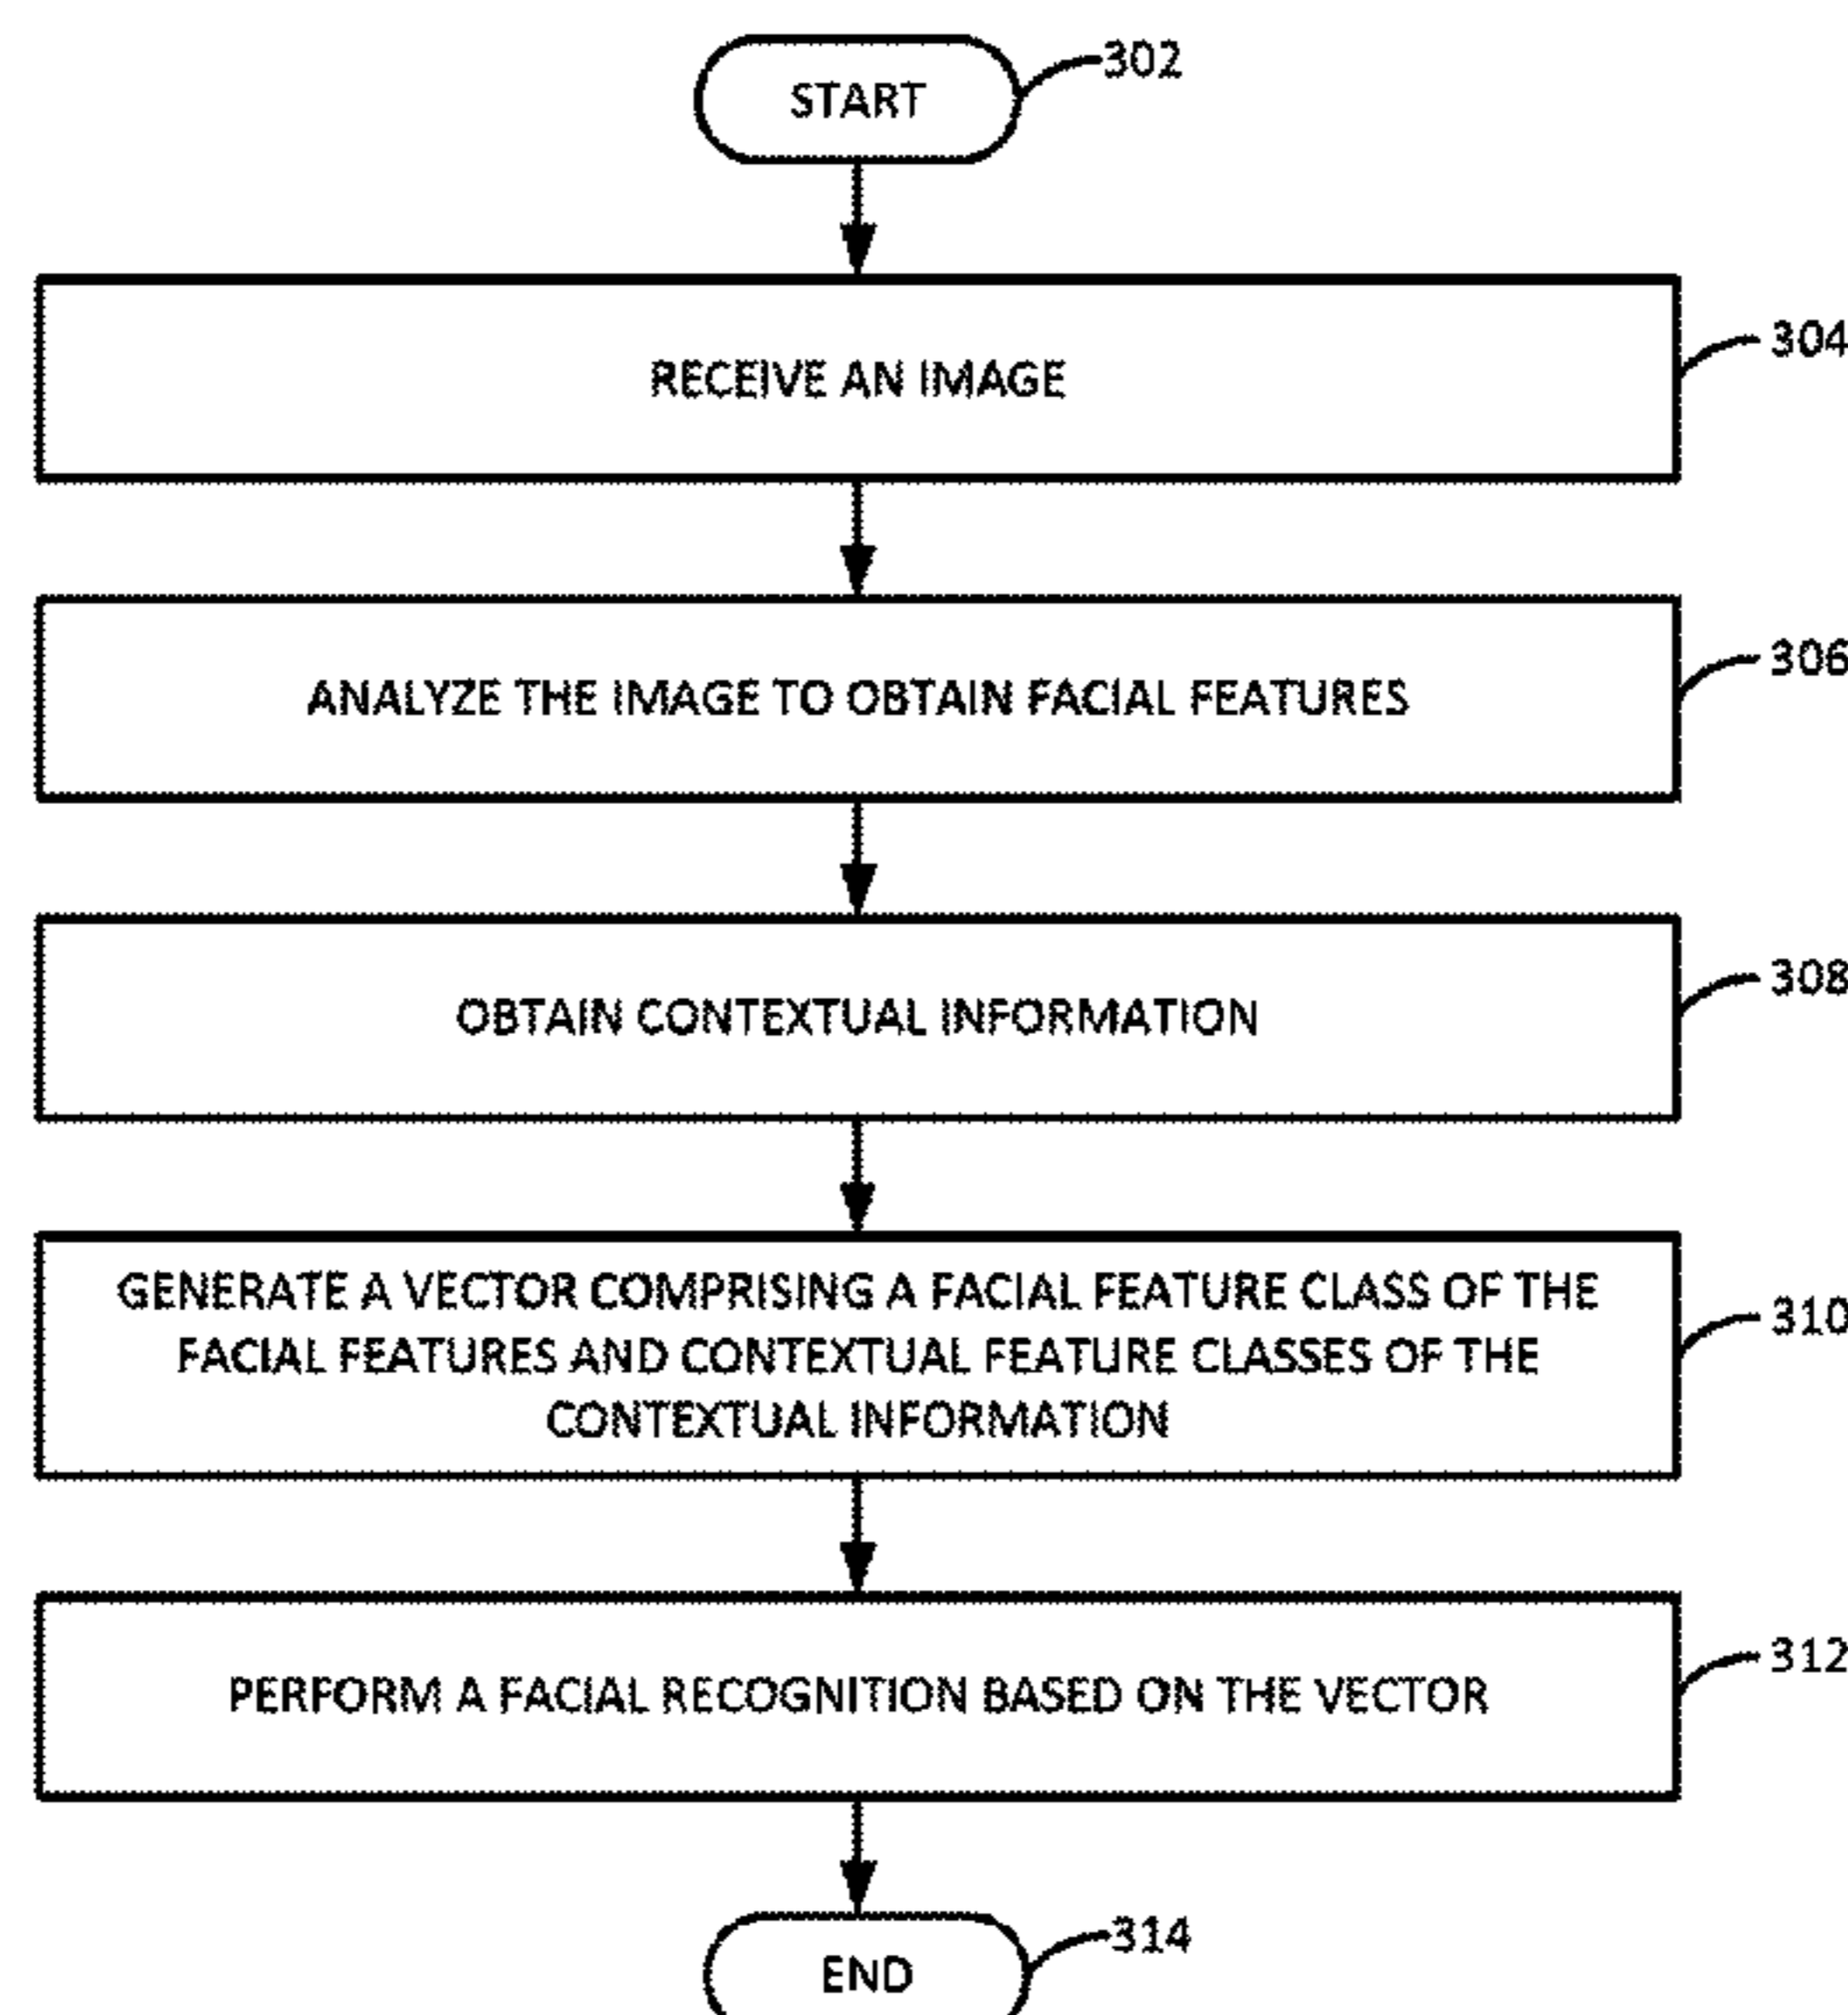 START
302
RECEIVE AN IMAGE
304
ANALYZE THE IMAGE TO OBTAIN FACIAL FEATURES
306
OBTAIN CONTEXTUAL INFORMATION
308
GENERATE A VECTOR COMPRISING A FACIAL FEATURE CLASS OF THE
FACIAL FEATURES AND CONTEXTUAL FEATURE CLASSES OF THE
CONTEXTUAL INFORMATION
310
PERFORM A FACIAL RECOGNITION BASED ON THE VECTOR
312
END
314